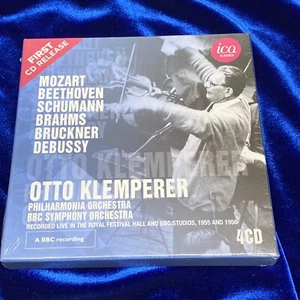 FIRST
CD RELEASE
ica
CLASSICS
MOZART
BEETHOVEN
SCHUMANN
BRAHMS
BRUCKNER
DEBUSSY
OTTO KLEMPERER
OTTO KLEMPERER
PHILHARMONIA ORCHESTRA
BBC SYMPHONY ORCHESTRA
RECORDED LIVE IN THE ROYAL FESTIVAL HALL AND BBC STUDIOS, 1955 AND 1956
A BBC recording
4CD